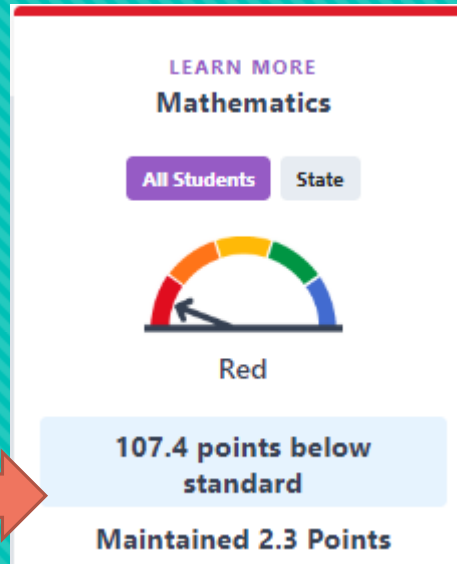 LEARN MORE
Mathematics
All Students State
Red
107.4 points below
standard
Maintained 2.3 Points